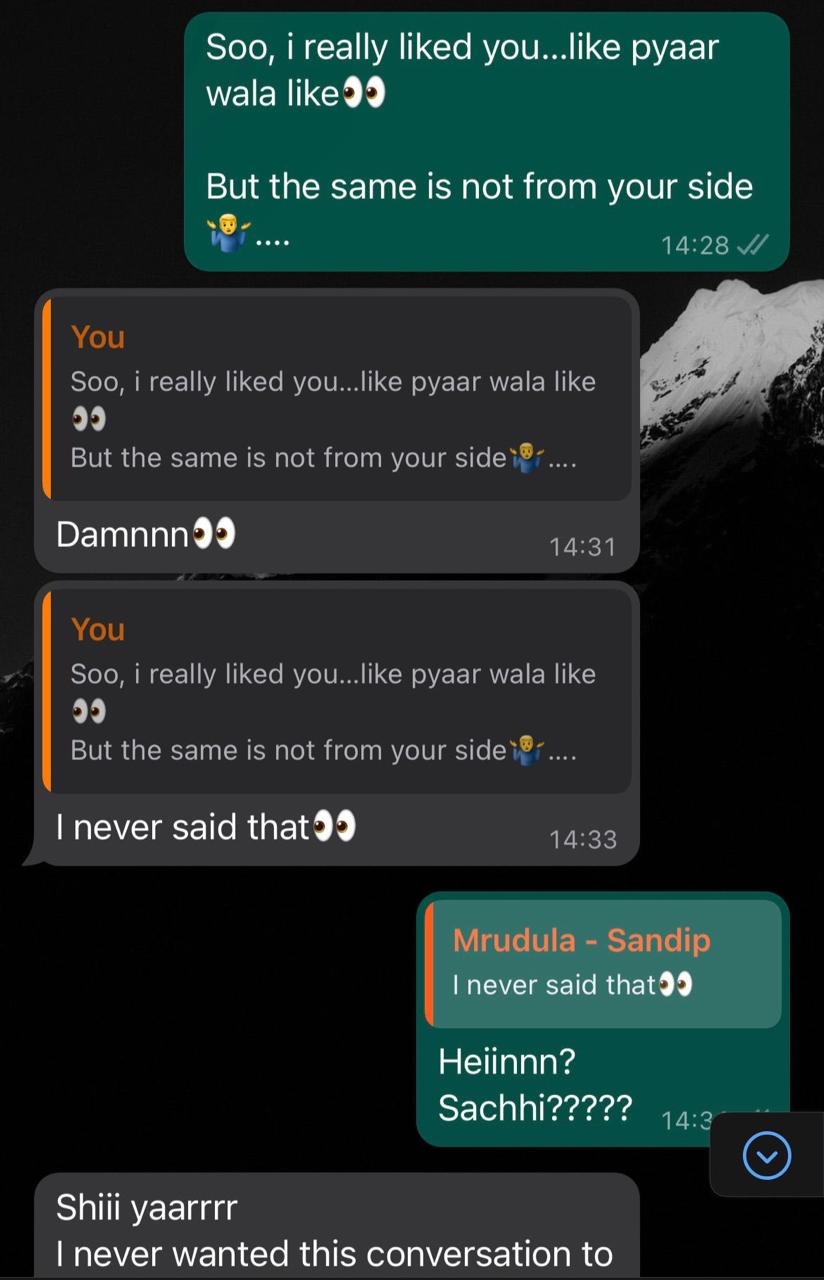 Soo, i really liked you...like pyaar
wala like👀
But the same is not from your side
🤷‍♂️....
14:28
You
Soo, i really liked you...like pyaar wala like
👀
But the same is not from your side🤷‍♂️....
Damnnn👀
14:31
You
Soo, i really liked you...like pyaar wala like
👀
But the same is not from your side🤷‍♂️....
I never said that👀
14:33
Mrudula - Sandip
I never said that👀
Heiinnn?
Sachhi?????
Shiii yaarrrr
I never wanted this conversation to